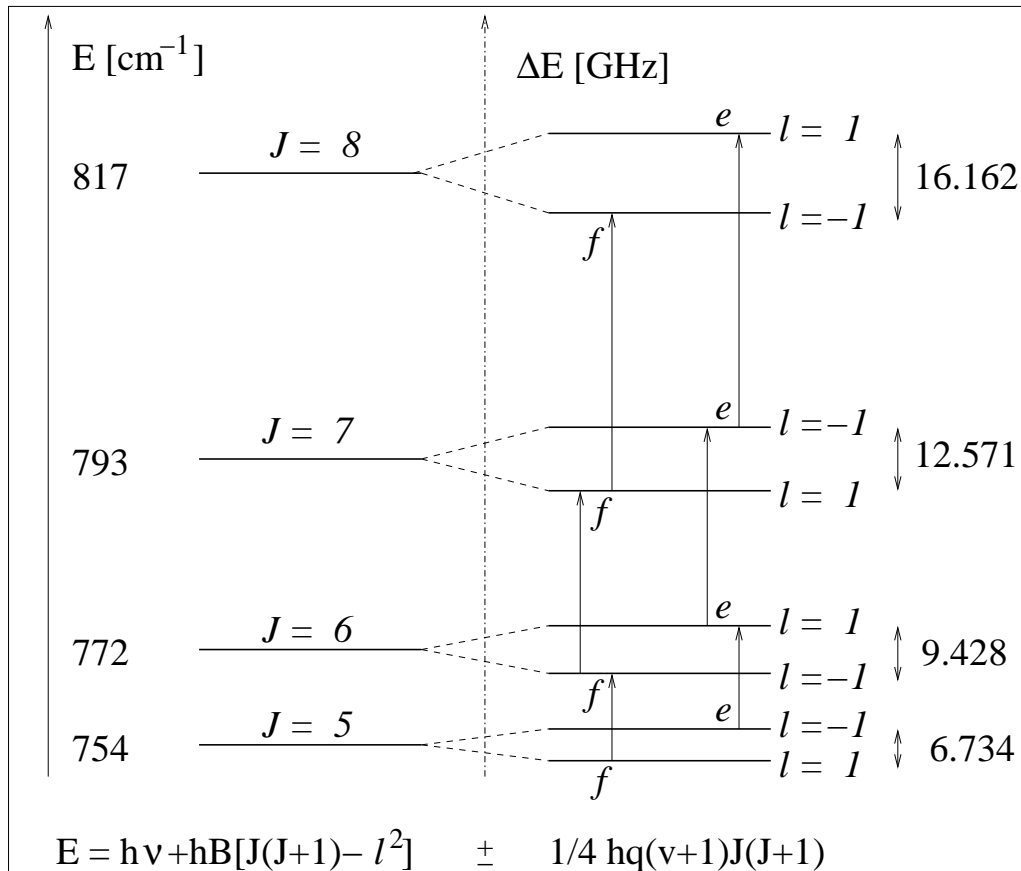 E [cm⁻¹]
ΔE [GHz]
e l = 1
J = 8
817 16.162
l = −1
f
e l = −1
J = 7
793 12.571
l = 1
f
e l = 1
J = 6
772 9.428
l = −1
f
e l = −1
J = 5
754 6.734
l = 1
f
E = hν+hB[J(J+1)− l²] ± 1/4 hq(v+1)J(J+1)